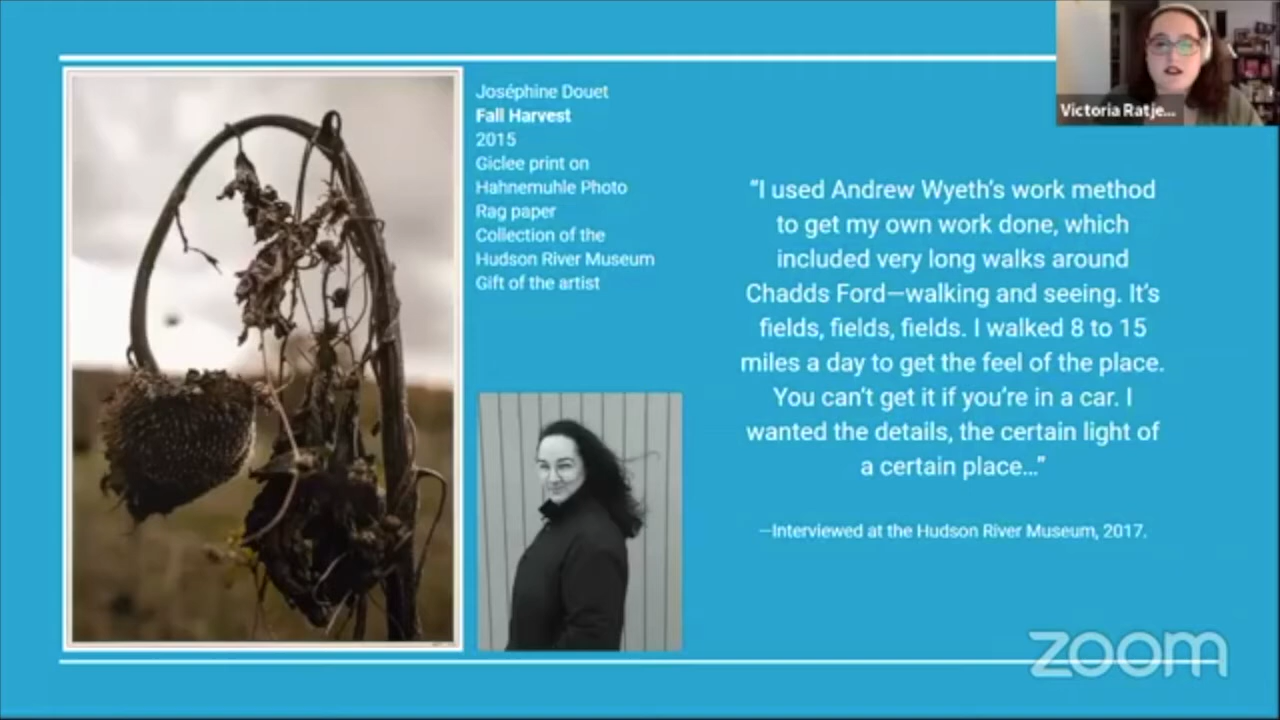 Joséphine Douet
Fall Harvest
2015
Giclee print on
Hahnemuhle Photo
Rag paper
Collection of the
Hudson River Museum
Gift of the artist
Victoria Ratje...
“I used Andrew Wyeth’s work method
to get my own work done, which
included very long walks around
Chadds Ford—walking and seeing. It’s
fields, fields, fields. I walked 8 to 15
miles a day to get the feel of the place.
You can’t get it if you’re in a car. I
wanted the details, the certain light of
a certain place…”
—Interviewed at the Hudson River Museum, 2017.
zoom